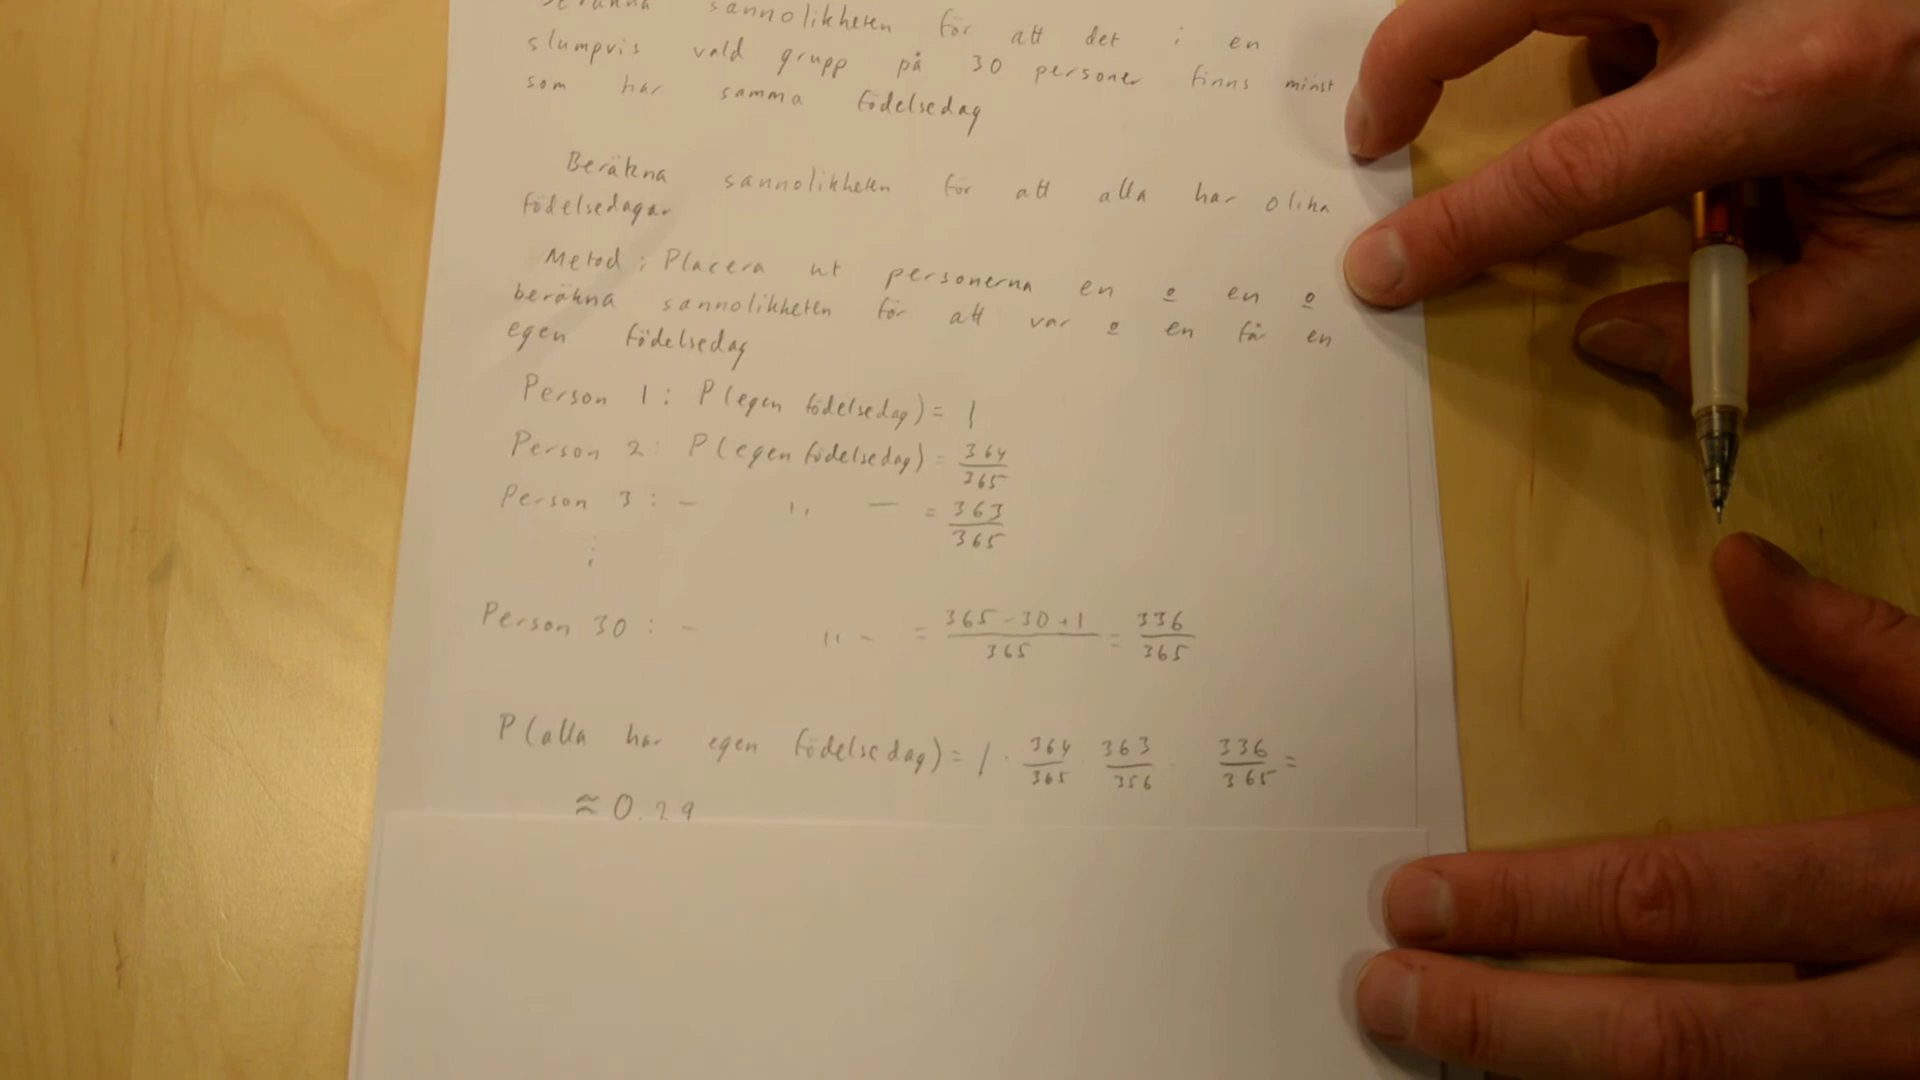 sannolikheten för att det i en
slumpvis vald grupp på 30 personer finns minst
som har samma födelsedag
Beräkna sannolikheten för att alla har olika
födelsedagar
Metod: Placera ut personerna en o en o
beräkna sannolikheten för att var o en får en
egen födelsedag
Person 1: P(egen födelsedag) = 1
Person 2: P(egen födelsedag) = 364/365
Person 3: - ,, - = 363/365
⋮
Person 30: - ,, - = 365-30+1/365 = 336/365
P(alla har egen födelsedag) = 1 · 364/365 · 363/356 · 336/365 =
≈ 0.29